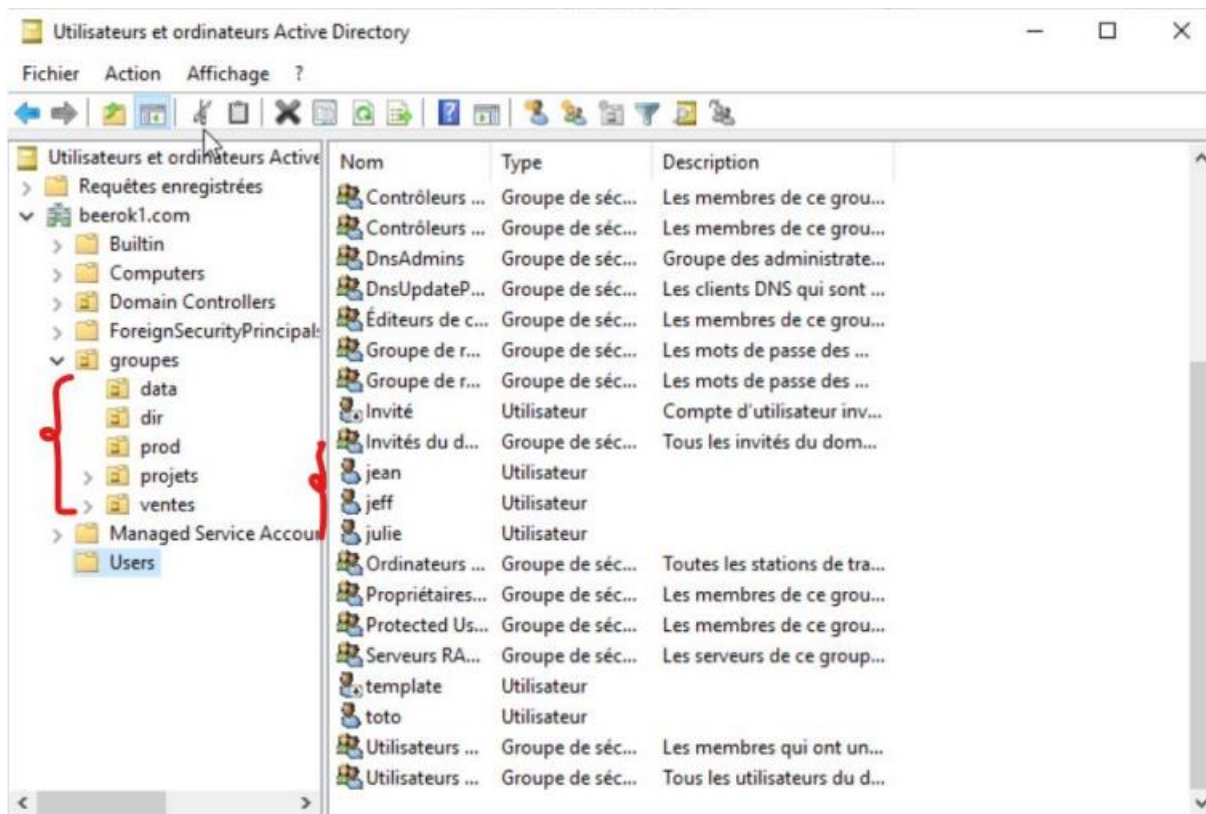 Utilisateurs et ordinateurs Active Directory
Fichier Action Affichage ?
Utilisateurs et ordinateurs Active
Requêtes enregistrées
beerok1.com
Builtin
Computers
Domain Controllers
ForeignSecurityPrincipals
groupes
data
dir
prod
projets
ventes
Managed Service Accoun
Users
Nom Type Description
Contrôleurs ... Groupe de séc... Les membres de ce grou...
Contrôleurs ... Groupe de séc... Les membres de ce grou...
DnsAdmins Groupe de séc... Groupe des administrate...
DnsUpdateP... Groupe de séc... Les clients DNS qui sont ...
Éditeurs de c... Groupe de séc... Les membres de ce grou...
Groupe de r... Groupe de séc... Les mots de passe des ...
Groupe de r... Groupe de séc... Les mots de passe des ...
Invité Utilisateur Compte d'utilisateur inv...
Invités du d... Groupe de séc... Tous les invités du dom...
jean Utilisateur
jeff Utilisateur
julie Utilisateur
Ordinateurs ... Groupe de séc... Toutes les stations de tra...
Propriétaires... Groupe de séc... Les membres de ce grou...
Protected Us... Groupe de séc... Les membres de ce grou...
Serveurs RA... Groupe de séc... Les serveurs de ce group...
template Utilisateur
toto Utilisateur
Utilisateurs ... Groupe de séc... Les membres qui ont un...
Utilisateurs ... Groupe de séc... Tous les utilisateurs du d...